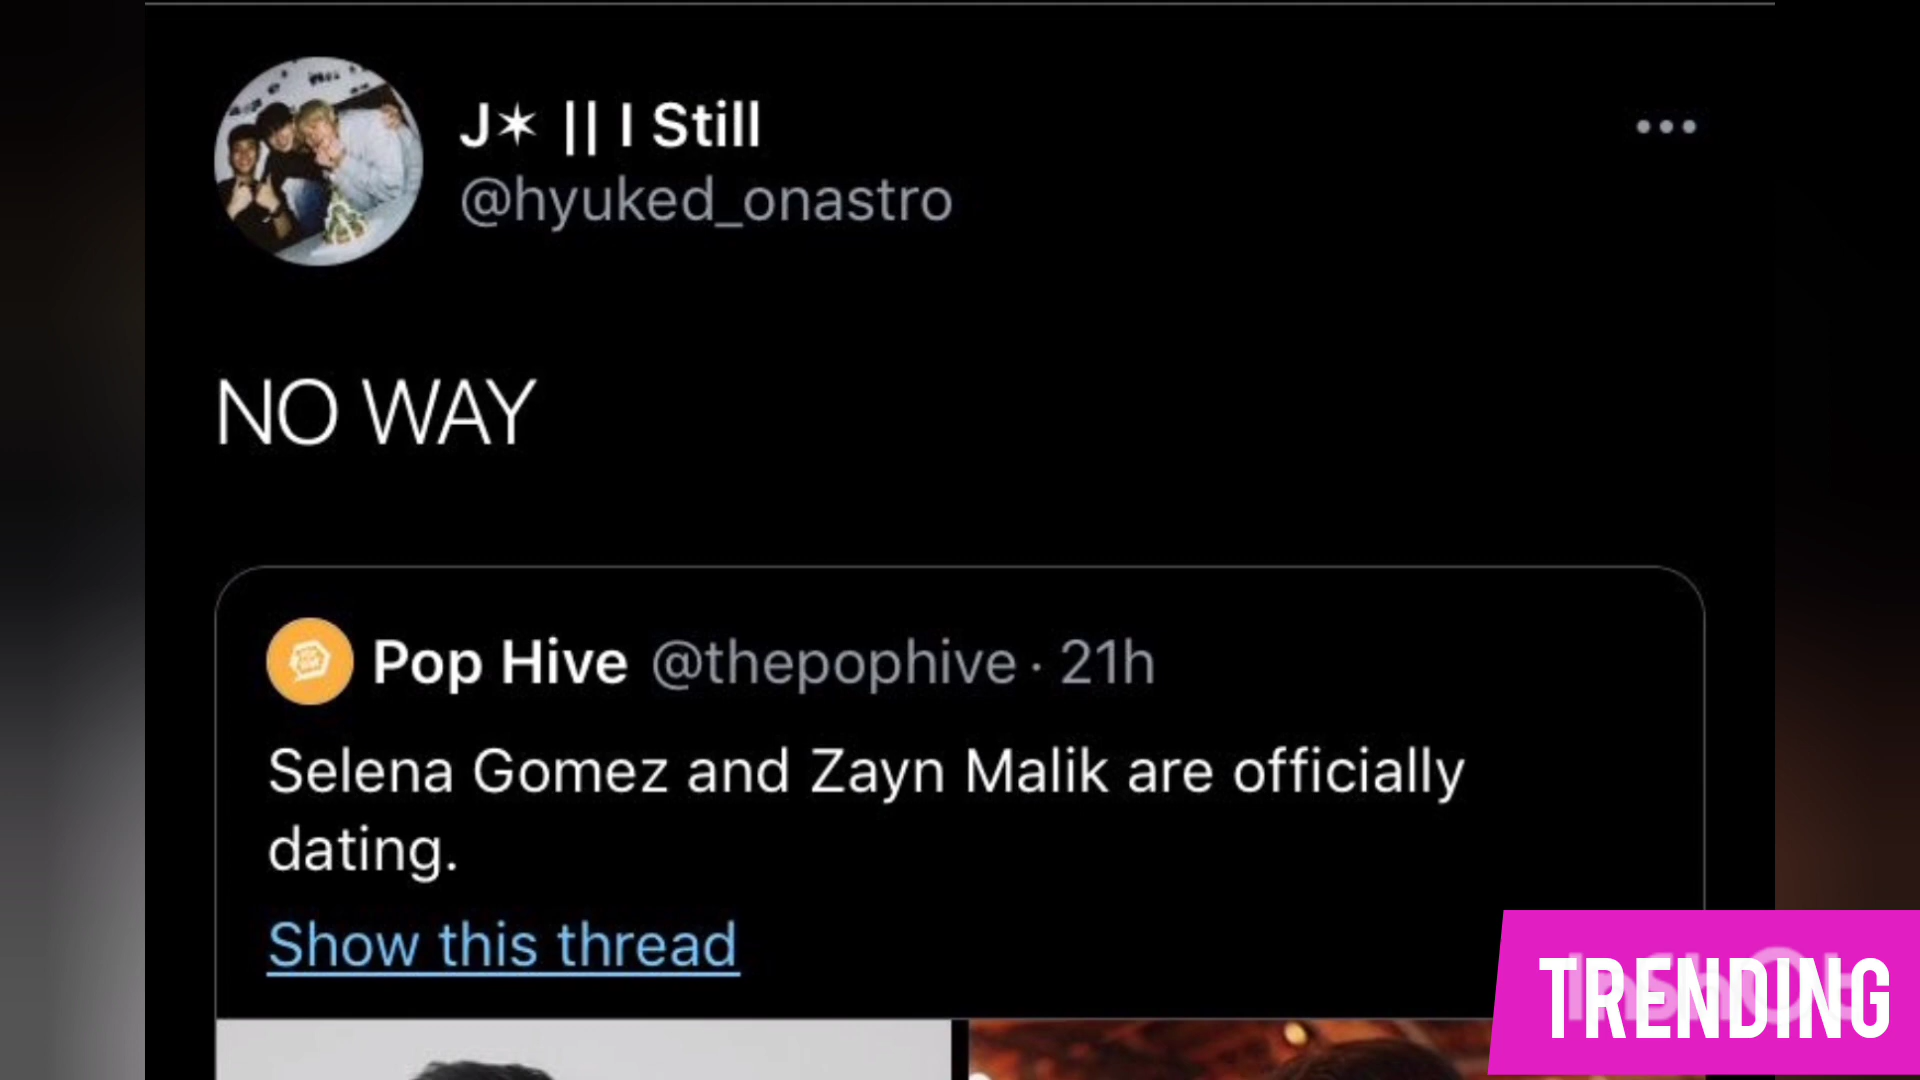 J✶ || I Still
@hyuked_onastro
NO WAY
Pop Hive @thepophive · 21h
Selena Gomez and Zayn Malik are officially
dating.
Show this thread
TRENDING